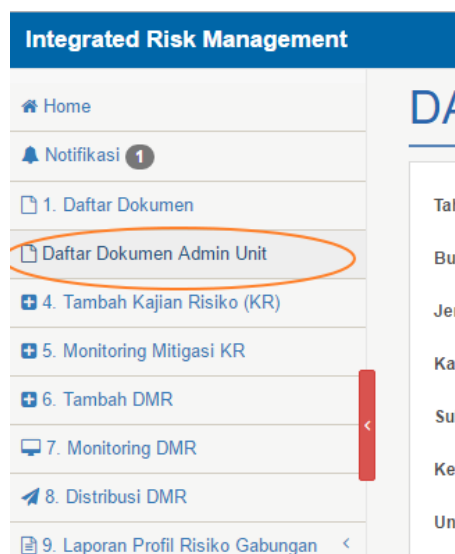 Integrated Risk Management
Home
DA
Notifikasi 1
1. Daftar Dokumen
Daftar Dokumen Admin Unit
4. Tambah Kajian Risiko (KR)
5. Monitoring Mitigasi KR
6. Tambah DMR
7. Monitoring DMR
8. Distribusi DMR
9. Laporan Profil Risiko Gabungan
Bu
Ka
Su
Ke
Un